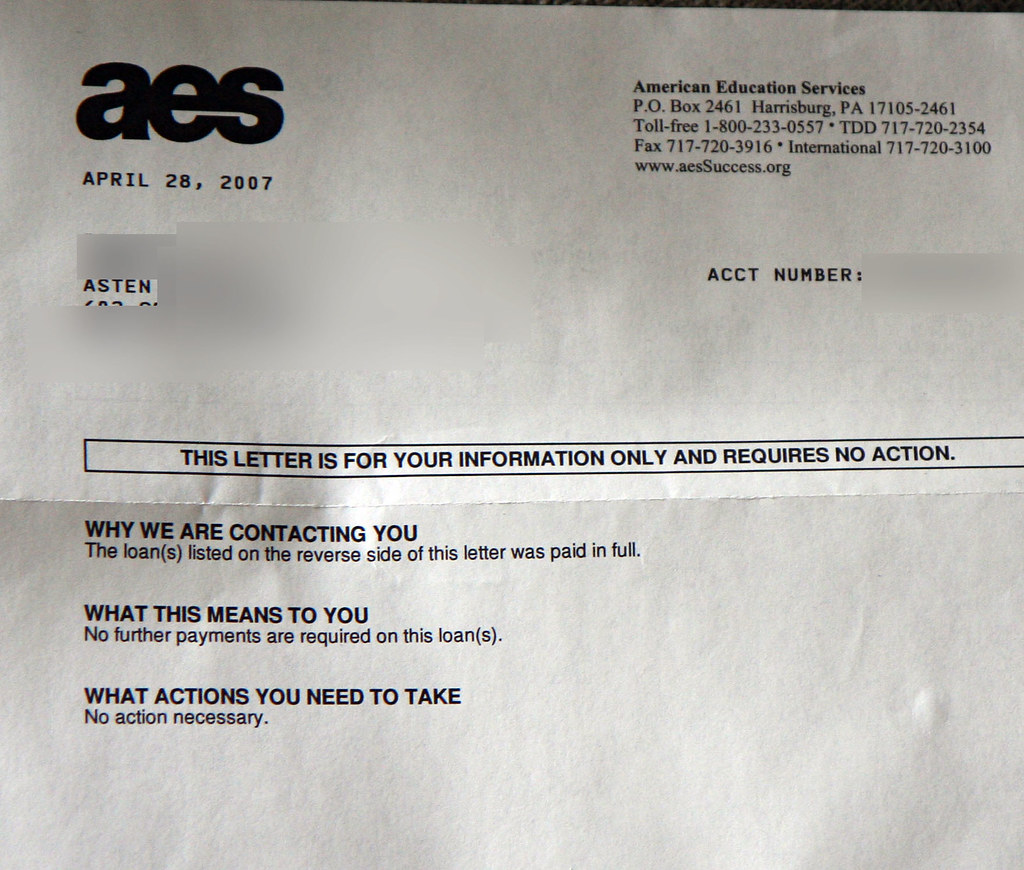 aes
American Education Services
P.O. Box 2461 Harrisburg, PA 17105-2461
Toll-free 1-800-233-0557 • TDD 717-720-2354
Fax 717-720-3916 • International 717-720-3100
www.aesSuccess.org
APRIL 28, 2007
ASTEN
ACCT NUMBER:
THIS LETTER IS FOR YOUR INFORMATION ONLY AND REQUIRES NO ACTION.
WHY WE ARE CONTACTING YOU
The loan(s) listed on the reverse side of this letter was paid in full.
WHAT THIS MEANS TO YOU
No further payments are required on this loan(s).
WHAT ACTIONS YOU NEED TO TAKE
No action necessary.